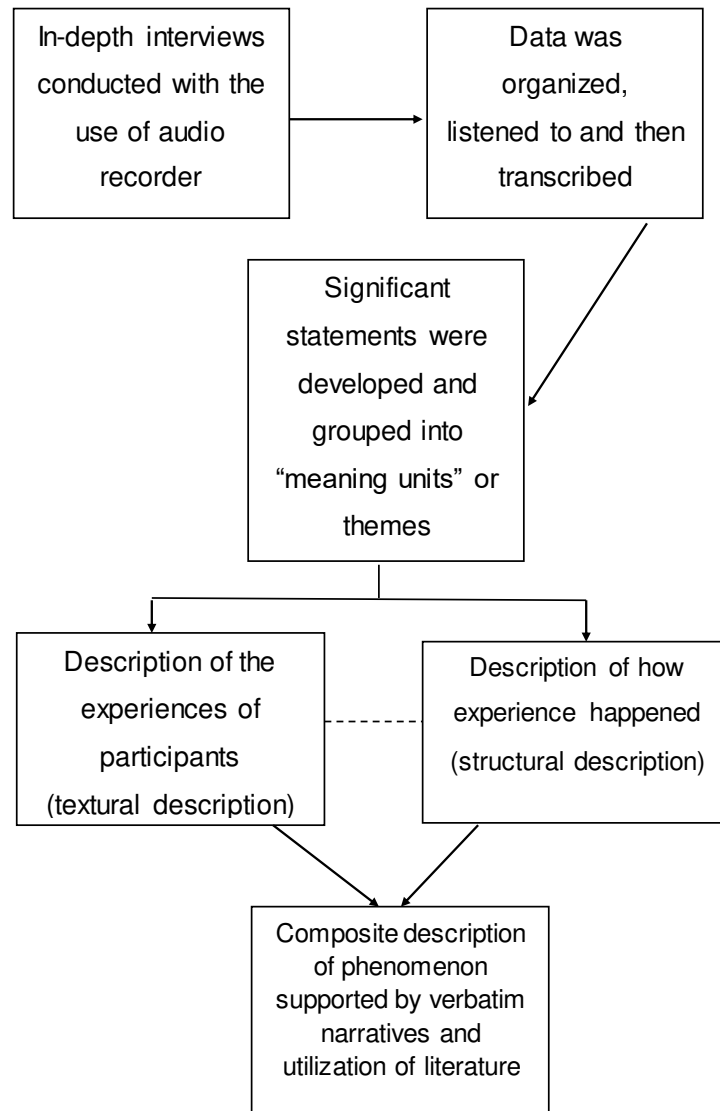 In-depth interviews
conducted with the
use of audio
recorder
Data was
organized,
listened to and then
transcribed
Significant
statements were
developed and
grouped into
“meaning units” or
themes
Description of the
experiences of
participants
(textural description)
Description of how
experience happened
(structural description)
Composite description
of phenomenon
supported by verbatim
narratives and
utilization of literature